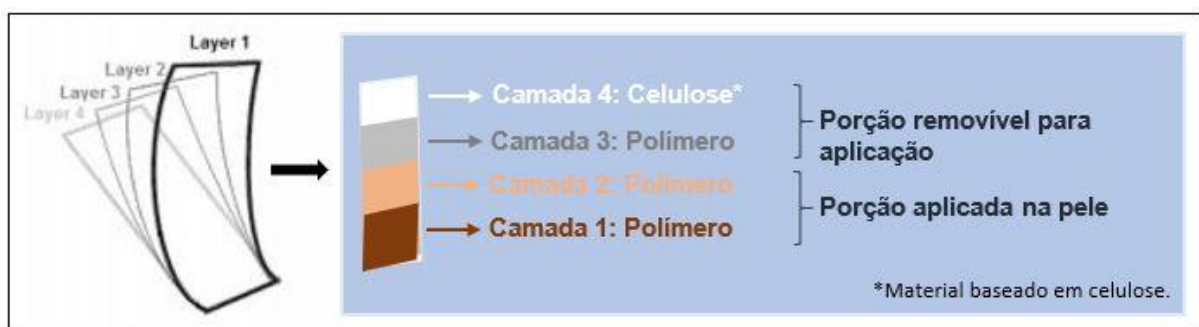 Layer 1
Layer 2
Layer 3
Layer 4
Camada 4: Celulose*
Camada 3: Polímero
Camada 2: Polímero
Camada 1: Polímero
Porção removível para
aplicação
Porção aplicada na pele
*Material baseado em celulose.